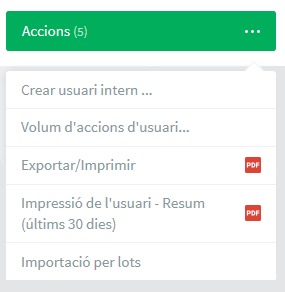 Accions (5)
Crear usuari intern ...
Volum d'accions d'usuari...
Exportar/Imprimir PDF
Impressió de l'usuari - Resum
(últims 30 dies) PDF
Importació per lots